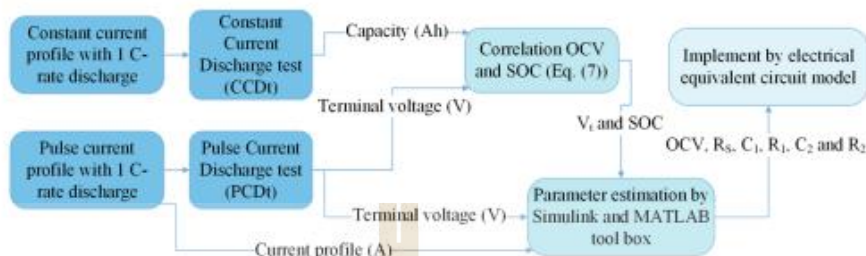 Constant current
profile with 1 C-
rate discharge
Constant
Current
Discharge test
(CCDt)
Capacity (Ah)
Correlation OCV
and SOC (Eq. (7))
Implement by electrical
equivalent circuit model
Terminal voltage (V)
Vt and SOC
OCV, RS, C1, R1, C2 and R2
Pulse current
profile with 1 C-
rate discharge
Pulse Current
Discharge test
(PCDt)
Terminal voltage (V)
Parameter estimation by
Simulink and MATLAB
tool box
Current profile (A)